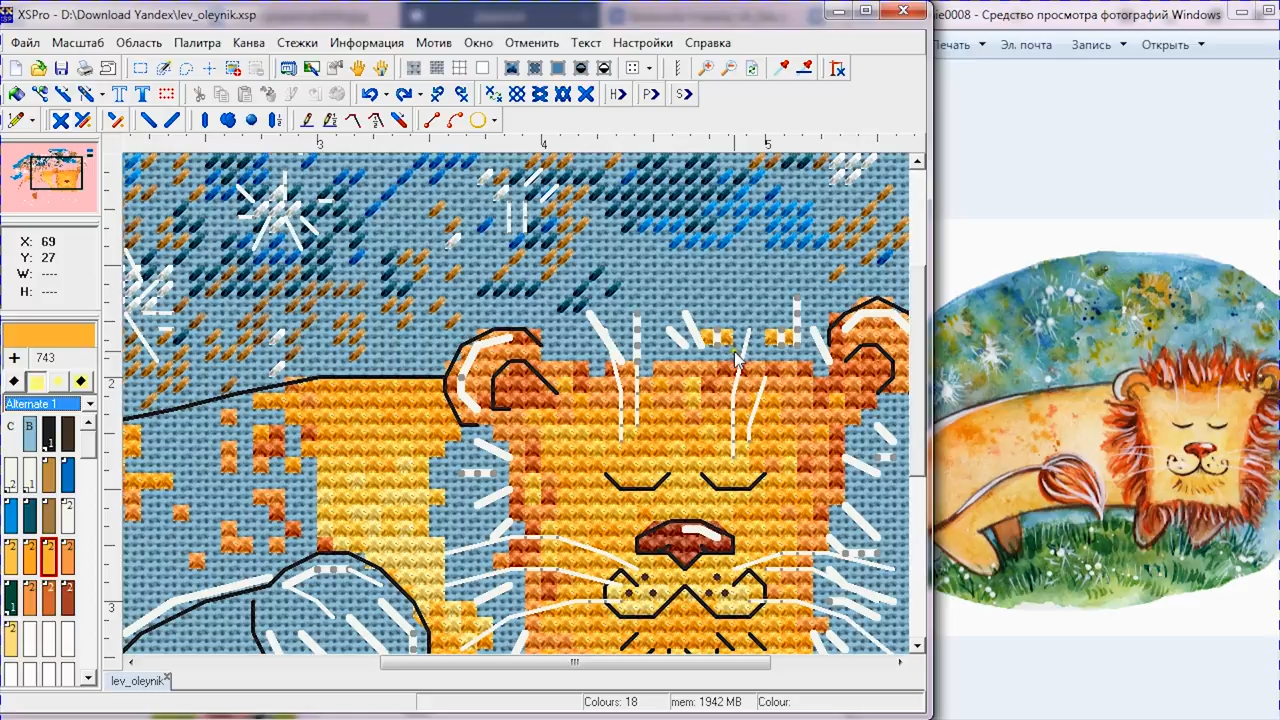 XSPro - D:\Download Yandex\lev_oleynik.xsp
ie0008 - Средство просмотра фотографий Windows
Файл Масштаб Область Палитра Канва Стежки Информация Мотив Окно Отменить Текст Настройки Справка
Печать Эл. почта Запись Открыть
H P S
3 4 5
X: 69
Y: 27
W: ----
H: ----
743
Alternate 1
C B
2
3
lev_oleynik
Colours: 18 mem: 1942 MB Colour: